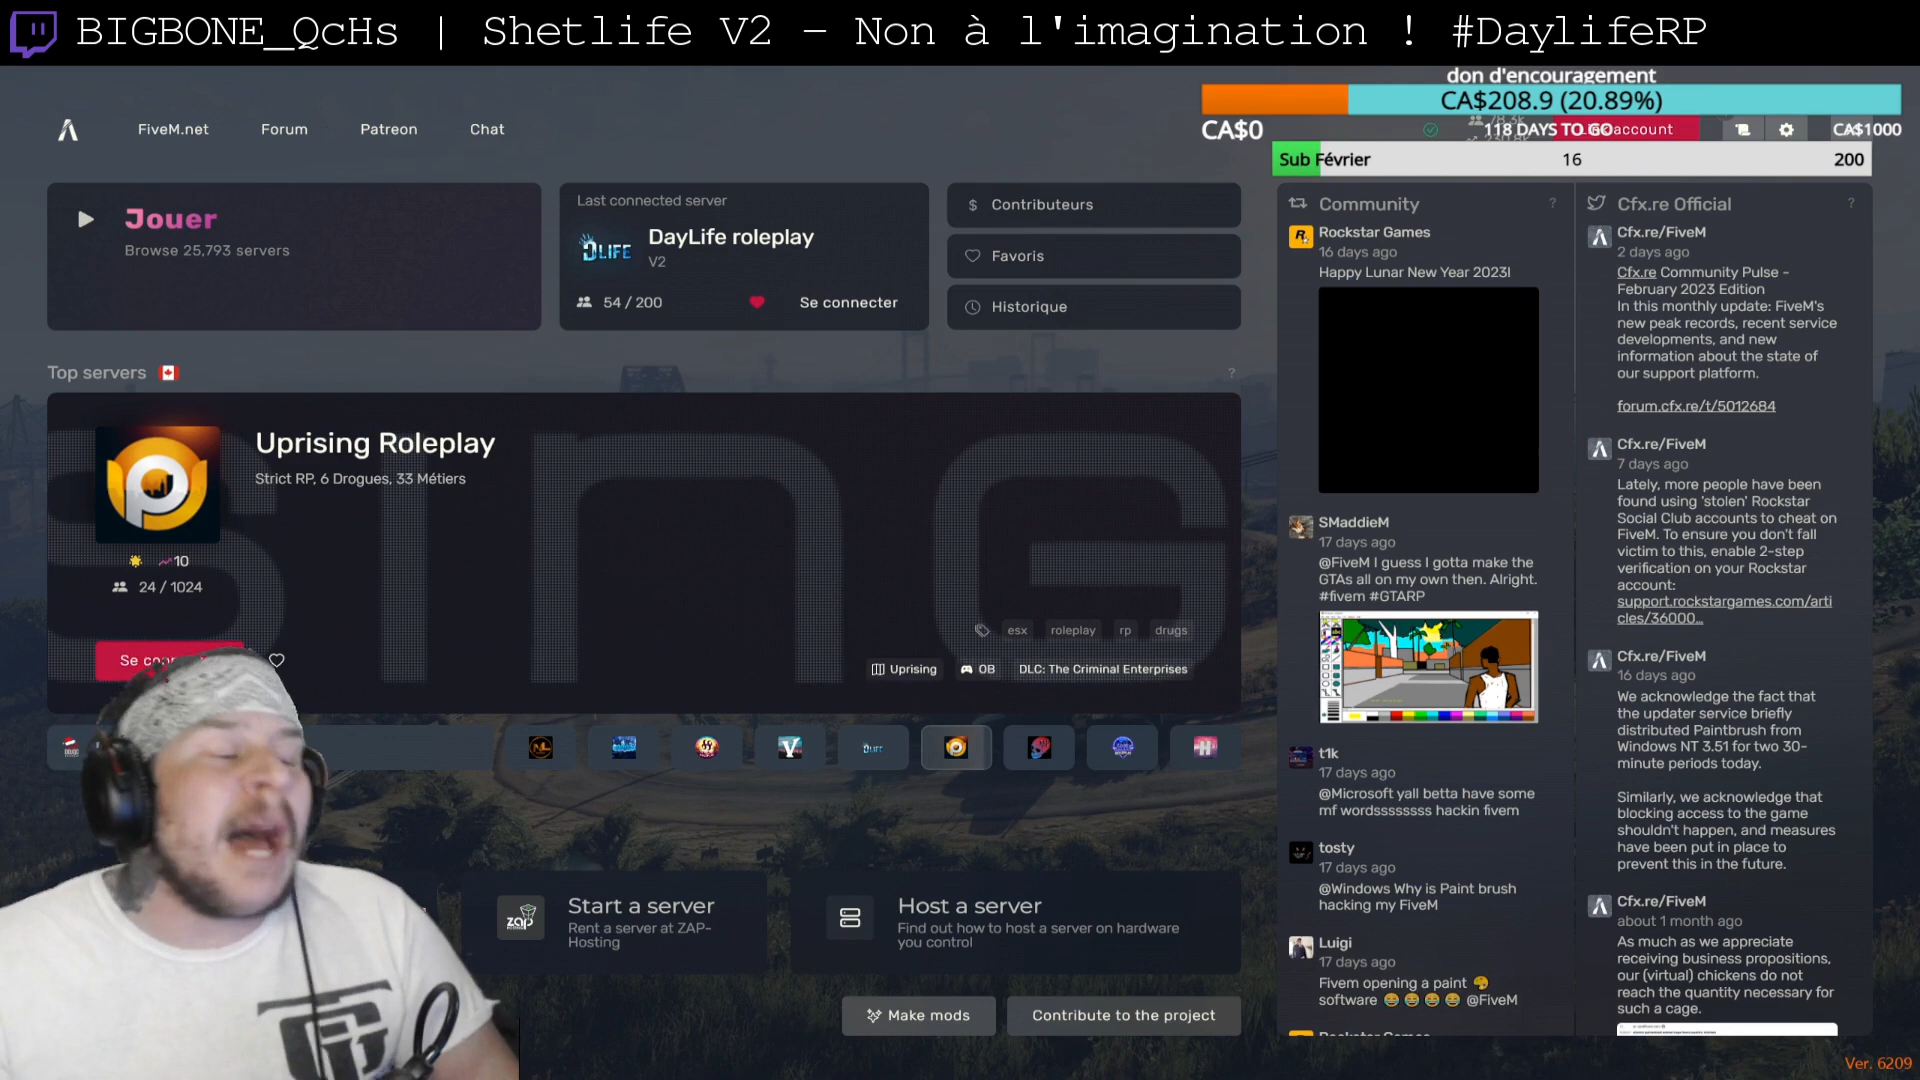 BIGBONE_QcHs | Shetlife V2 – Non à l'imagination ! #DaylifeRP
don d'encouragement
CA$208.9 (20.89%)
CA$0
118 DAYS TO GO
account
CA$1000
Sub Février
16
200
FiveM.net
Forum
Patreon
Chat
Jouer
Browse 25,793 servers
Last connected server
DLIFE
DayLife roleplay
V2
54 / 200
Se connecter
Contributeurs
Favoris
Historique
Top servers
?
Uprising Roleplay
Strict RP, 6 Drogues, 33 Métiers
10
24 / 1024
Se
esx
roleplay
rp
drugs
Uprising
OB
DLC: The Criminal Enterprises
DLIFE
ZAP
Start a server
Rent a server at ZAP-
Hosting
Host a server
Find out how to host a server on hardware
you control
Make mods
Contribute to the project
Community
?
Rockstar Games
16 days ago
Happy Lunar New Year 2023!
SMaddieM
17 days ago
@FiveM I guess I gotta make the
GTAs all on my own then. Alright.
#fivem #GTARP
t1k
17 days ago
@Microsoft yall betta have some
mf wordssssssss hackin fivem
tosty
17 days ago
@Windows Why is Paint brush
hacking my FiveM
Luigi
17 days ago
Fivem opening a paint 🤔
software 😂 😂 😂 😂 @FiveM
Rockstar Games
Cfx.re Official
?
Cfx.re/FiveM
2 days ago
Cfx.re Community Pulse -
February 2023 Edition
In this monthly update: FiveM's
new peak records, recent service
developments, and new
information about the state of
our support platform.
forum.cfx.re/t/5012684
Cfx.re/FiveM
7 days ago
Lately, more people have been
found using 'stolen' Rockstar
Social Club accounts to cheat on
FiveM. To ensure you don't fall
victim to this, enable 2-step
verification on your Rockstar
account:
support.rockstargames.com/arti
cles/36000…
Cfx.re/FiveM
16 days ago
We acknowledge the fact that
the updater service briefly
distributed Paintbrush from
Windows NT 3.51 for two 30-
minute periods today.
Similarly, we acknowledge that
blocking access to the game
shouldn't happen, and measures
have been put in place to
prevent this in the future.
Cfx.re/FiveM
about 1 month ago
As much as we appreciate
receiving business propositions,
our (virtual) chickens do not
reach the quantity necessary for
such a cage.
Ver. 6209